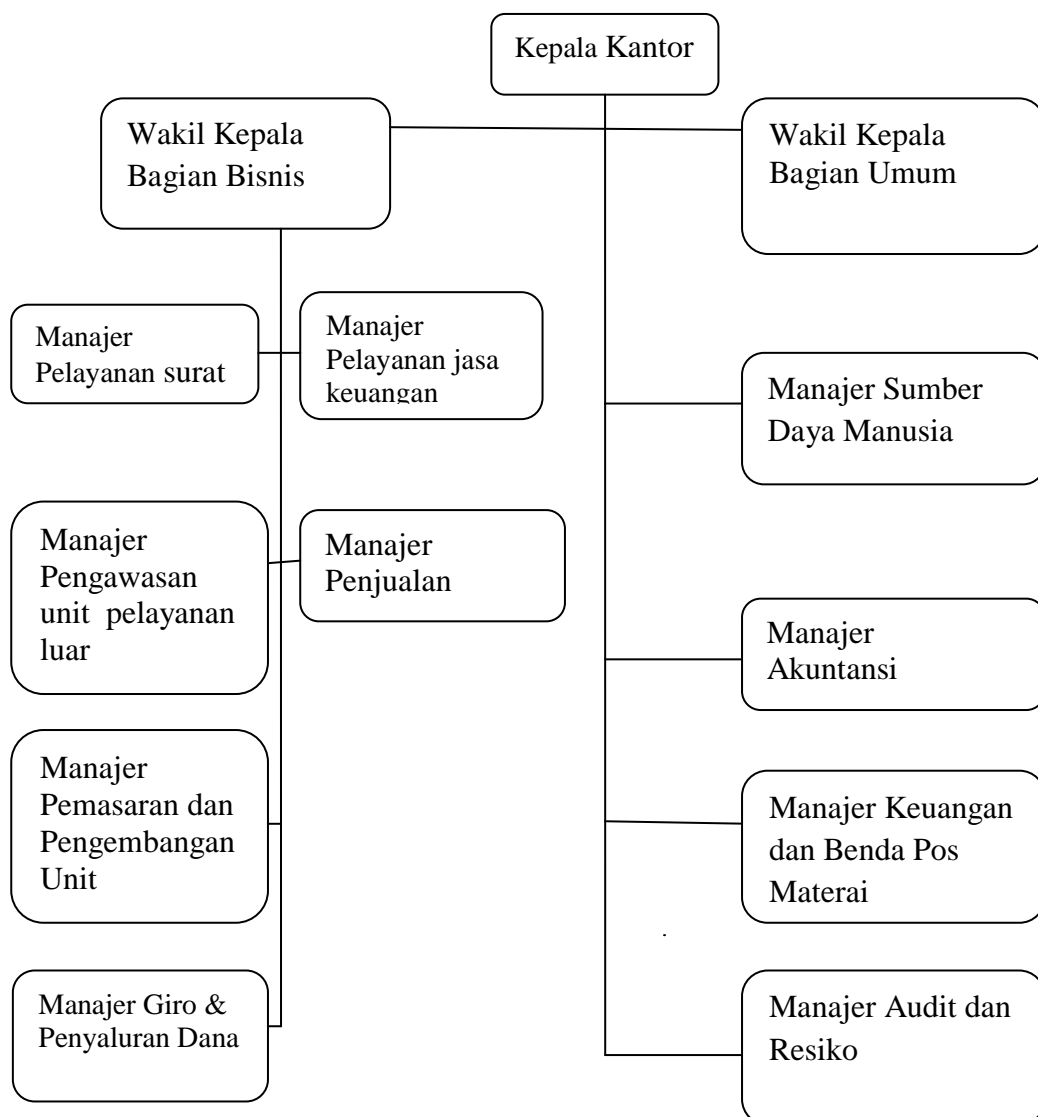 Kepala Kantor
Wakil Kepala
Bagian Bisnis
Wakil Kepala
Bagian Umum
Manajer
Pelayanan surat
Manajer
Pelayanan jasa
keuangan
Manajer Sumber
Daya Manusia
Manajer
Pengawasan
unit pelayanan
luar
Manajer
Penjualan
Manajer
Akuntansi
Manajer
Pemasaran dan
Pengembangan
Unit
Manajer Keuangan
dan Benda Pos
Materai
Manajer Giro &
Penyaluran Dana
Manajer Audit dan
Resiko